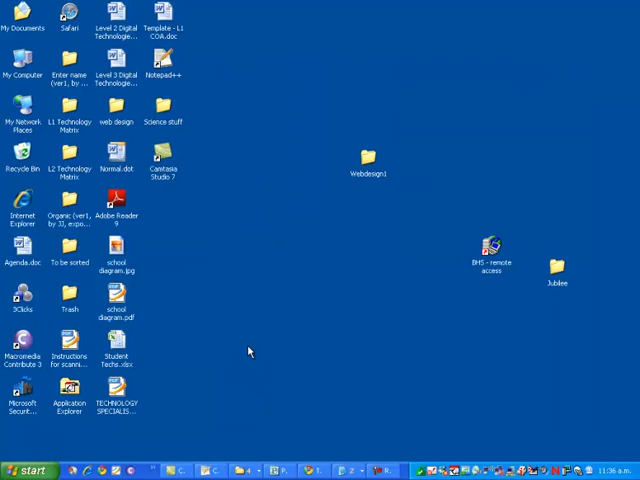 My Documents
Safari
Level 2 Digital
Technologie...
Template - L1
COA.doc
My Computer
Enter name
(ver1, by ...
Level 3 Digital
Technologie...
Notepad++
My Network
Places
L1 Technology
Matrix
web design
Science stuff
Recycle Bin
L2 Technology
Matrix
Normal.dot
Camtasia
Studio 7
Webdesign1
Internet
Explorer
Organic (ver1,
by JJ, expo...
Adobe Reader
9
Agenda.doc
To be sorted
school
diagram.jpg
BHS - remote
access
Jubilee
3Clicks
Trash
school
diagram.pdf
Macromedia
Contribute 3
Instructions
for scanni...
Student
Techs.xlsx
Microsoft
Securit...
Application
Explorer
TECHNOLOGY
SPECIALIS...
start
C.
C.
4
P.
T.
2
R.
11:36 a.m.